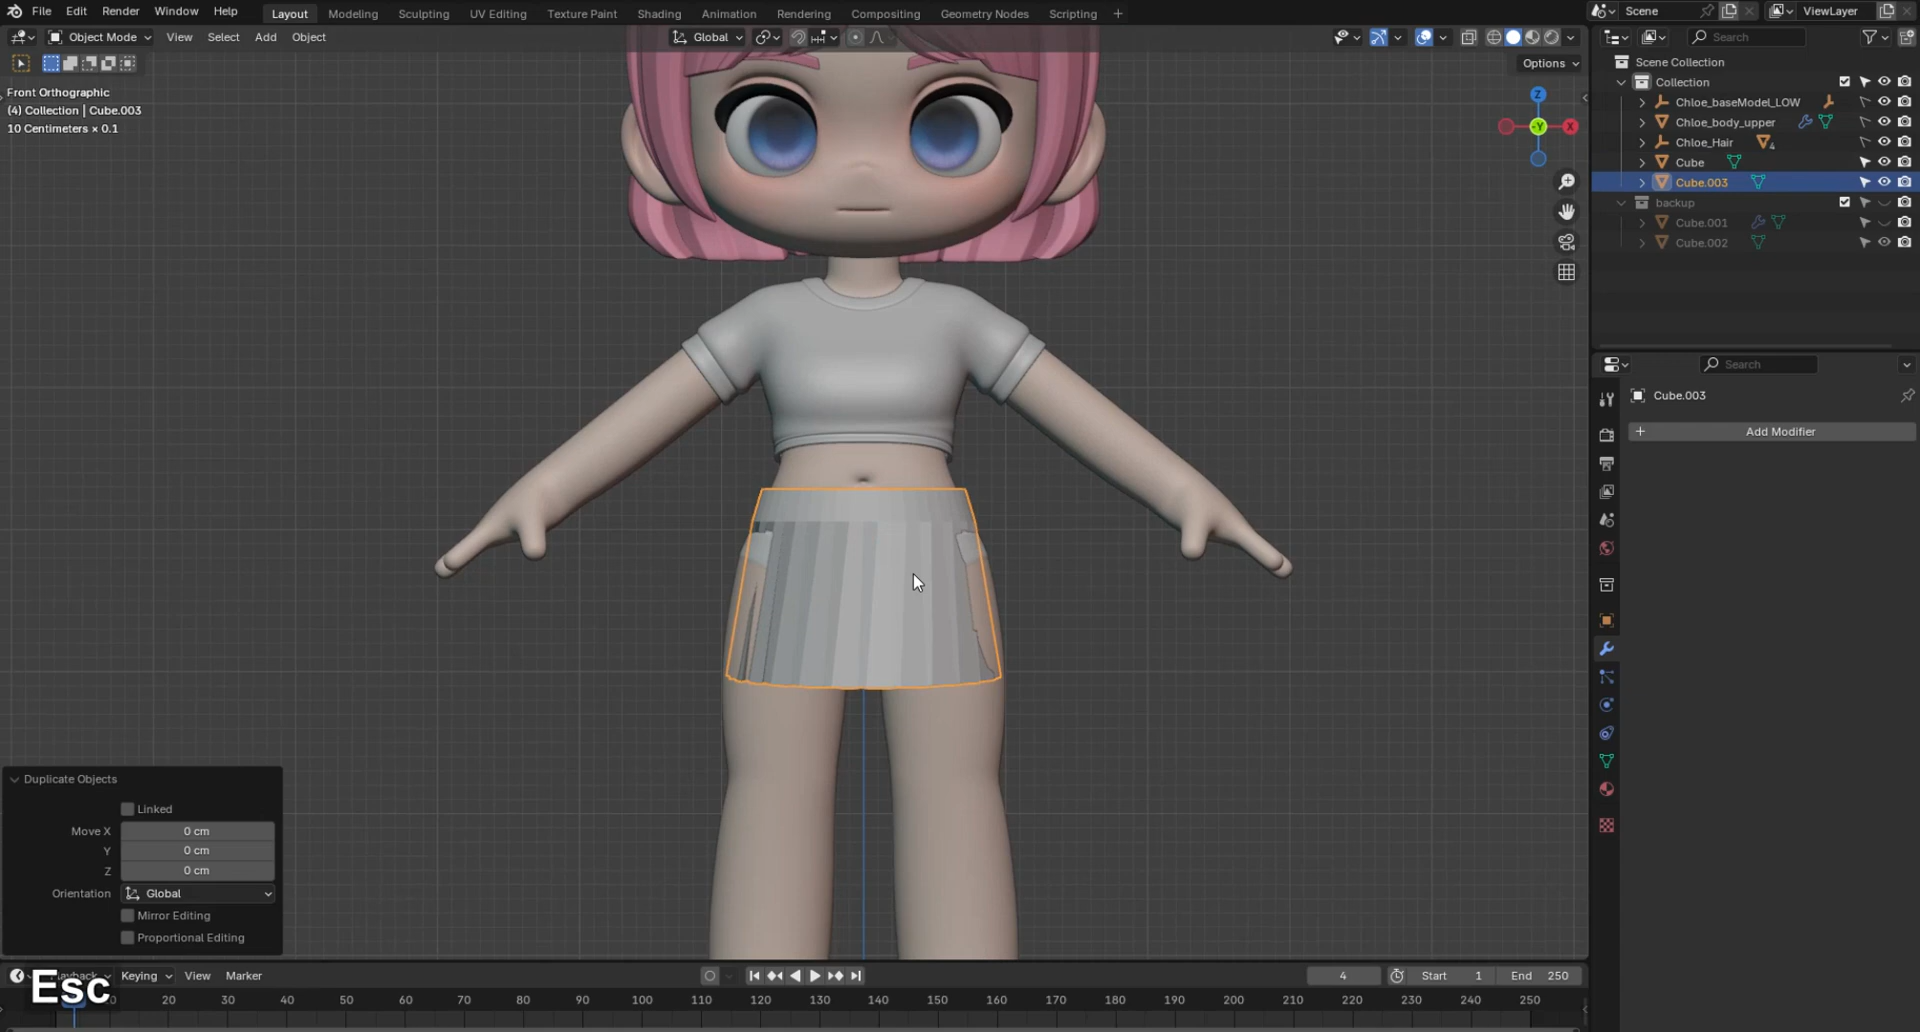 File Edit Render Window Help
Layout Modeling Sculpting UV Editing Texture Paint Shading Animation Rendering Compositing Geometry Nodes Scripting +
Scene ViewLayer
Object Mode View Select Add Object
Global
Search
Options
Front Orthographic
(4) Collection | Cube.003
10 Centimeters × 0.1
Z
-Y
X
Scene Collection
Collection
Chloe_baseModel_LOW
Chloe_body_upper
Chloe_Hair
4
Cube
Cube.003
backup
Cube.001
Cube.002
Search
Cube.003
+ Add Modifier
Duplicate Objects
Linked
Move X 0 cm
Y 0 cm
Z 0 cm
Orientation Global
Mirror Editing
Proportional Editing
Keying View Marker
4 Start 1 End 250
Esc
20 30 40 50 60 70 80 90 100 110 120 130 140 150 160 170 180 190 200 210 220 230 240 250